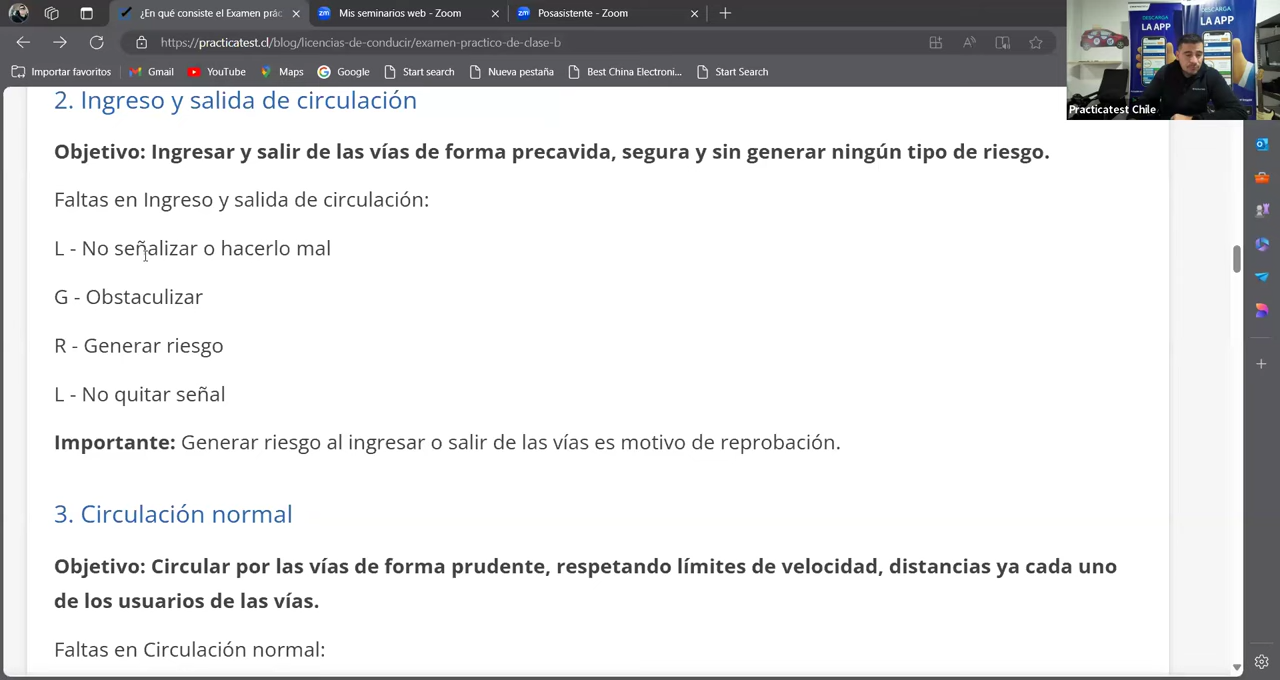 ¿En qué consiste el Examen prác
Mis seminarios web - Zoom
Posasistente - Zoom
https://practicatest.cl/blog/licencias-de-conducir/examen-practico-de-clase-b
Importar favoritos
Gmail
YouTube
Maps
Google
Start search
Nueva pestaña
Best China Electroni...
Start Search
DESCARGA
LA APP
DESCARGA
LA APP
Practicatest Chile
2. Ingreso y salida de circulación
Objetivo: Ingresar y salir de las vías de forma precavida, segura y sin generar ningún tipo de riesgo.
Faltas en Ingreso y salida de circulación:
L - No señalizar o hacerlo mal
G - Obstaculizar
R - Generar riesgo
L - No quitar señal
Importante: Generar riesgo al ingresar o salir de las vías es motivo de reprobación.
3. Circulación normal
Objetivo: Circular por las vías de forma prudente, respetando límites de velocidad, distancias ya cada uno
de los usuarios de las vías.
Faltas en Circulación normal: